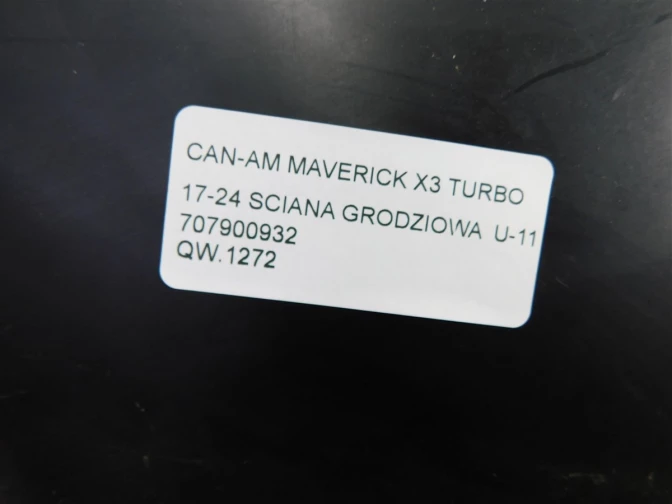 CAN-AM MAVERICK X3 TURBO
17-24 SCIANA GRODZIOWA U-11
707900932
QW.1272